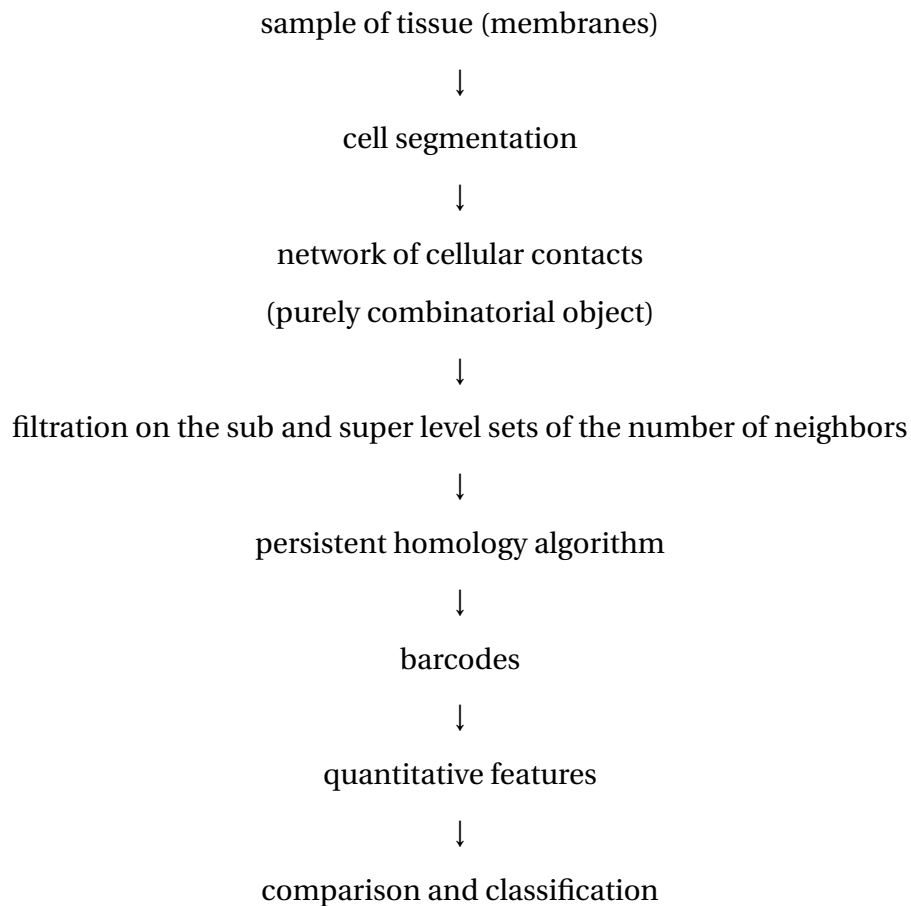 sample of tissue (membranes)
↓
cell segmentation
↓
network of cellular contacts
(purely combinatorial object)
↓
filtration on the sub and super level sets of the number of neighbors
↓
persistent homology algorithm
↓
barcodes
↓
quantitative features
↓
comparison and classification